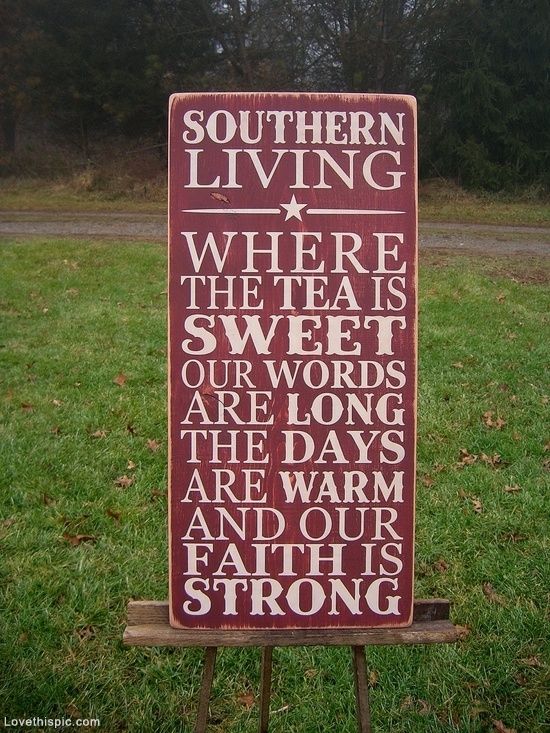 SOUTHERN
LIVING
WHERE
THE TEA IS
SWEET
OUR WORDS
ARE LONG
THE DAYS
ARE WARM
AND OUR
FAITH IS
STRONG
Lovethispic.com